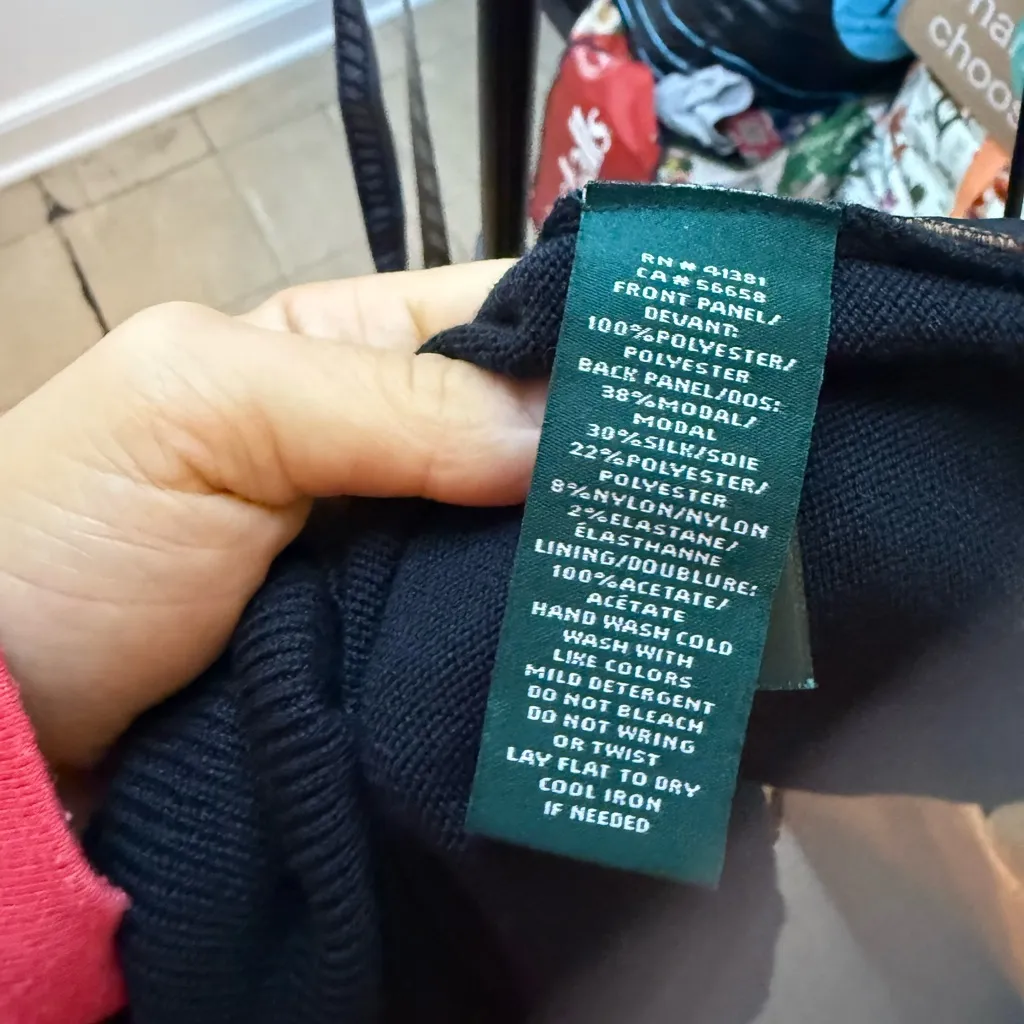 choos
RN # 41381
CA # 56658
FRONT PANEL/
DEVANT:
100%POLYESTER/
POLYESTER
BACK PANEL/DOS:
38%MODAL/
MODAL
30%SILK/SOIE
22%POLYESTER/
POLYESTER
8%NYLON/NYLON
2%ELASTANE/
ÉLASTHANNE
LINING/DOUBLURE:
100%ACETATE/
ACÉTATE
HAND WASH COLD
WASH WITH
LIKE COLORS
MILD DETERGENT
DO NOT BLEACH
DO NOT WRING
OR TWIST
LAY FLAT TO DRY
COOL IRON
IF NEEDED